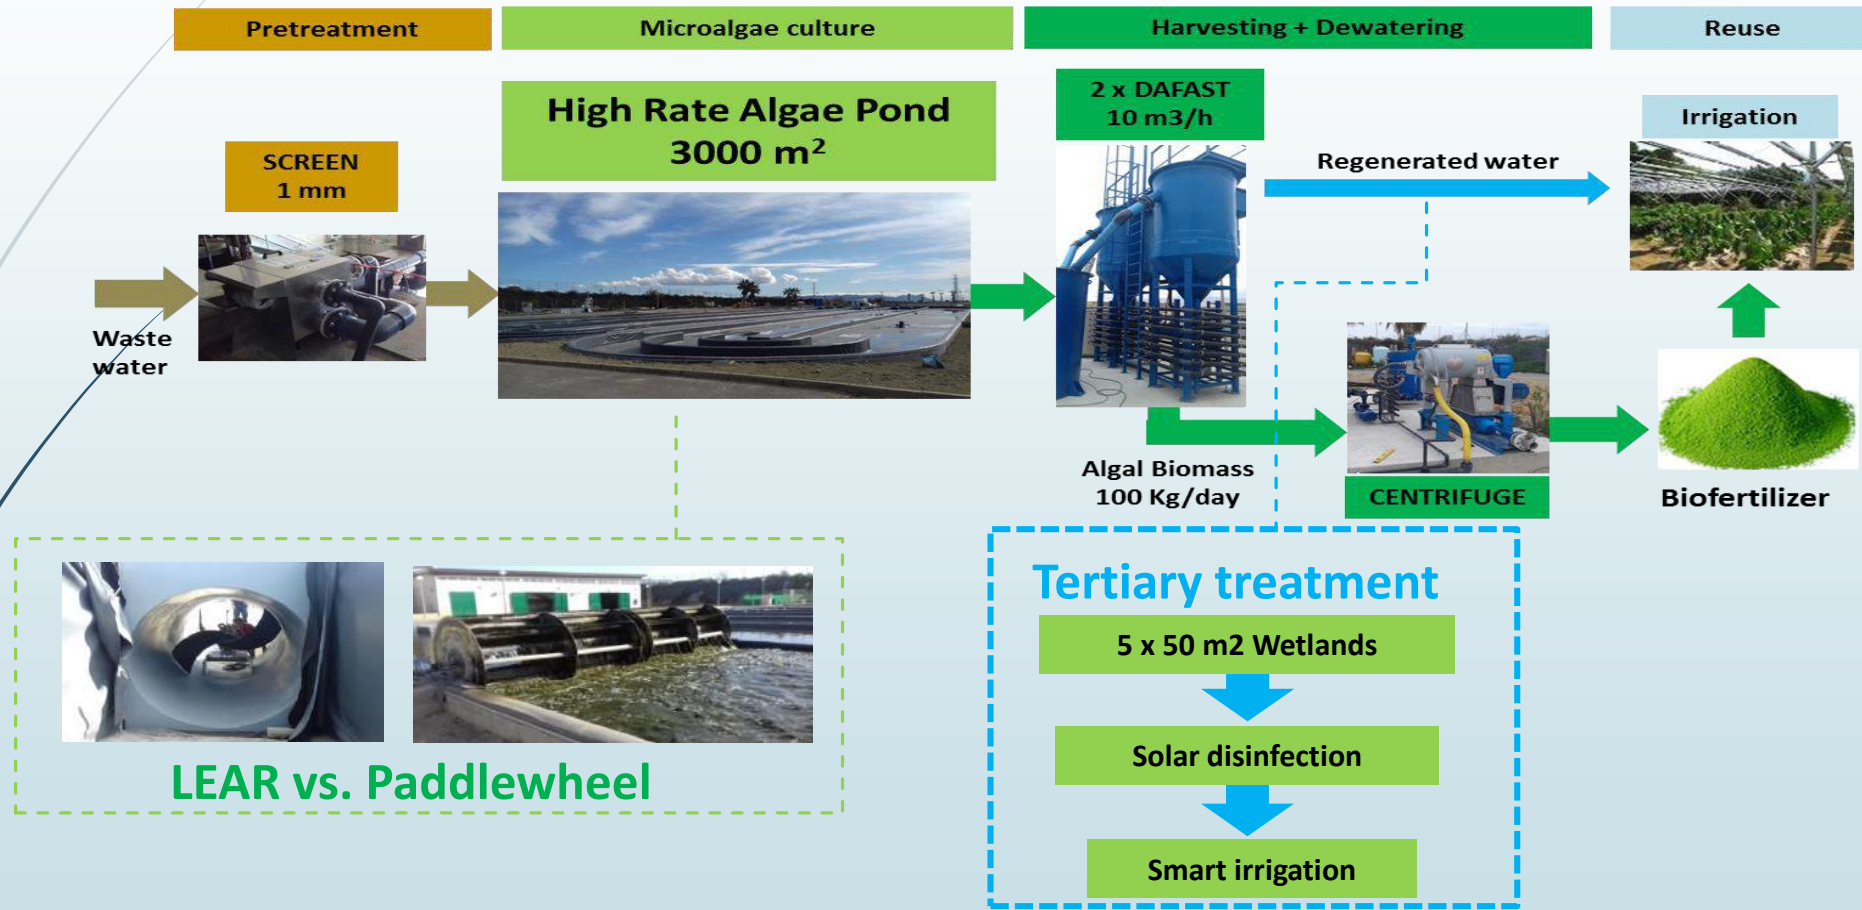 Pretreatment
Microalgae culture
Harvesting + Dewatering
Reuse
SCREEN
1 mm
High Rate Algae Pond
3000 m²
2 x DAFAST
10 m3/h
Irrigation
Regenerated water
Waste
water
Algal Biomass
100 Kg/day
CENTRIFUGE
Biofertilizer
LEAR vs. Paddlewheel
Tertiary treatment
5 x 50 m2 Wetlands
Solar disinfection
Smart irrigation